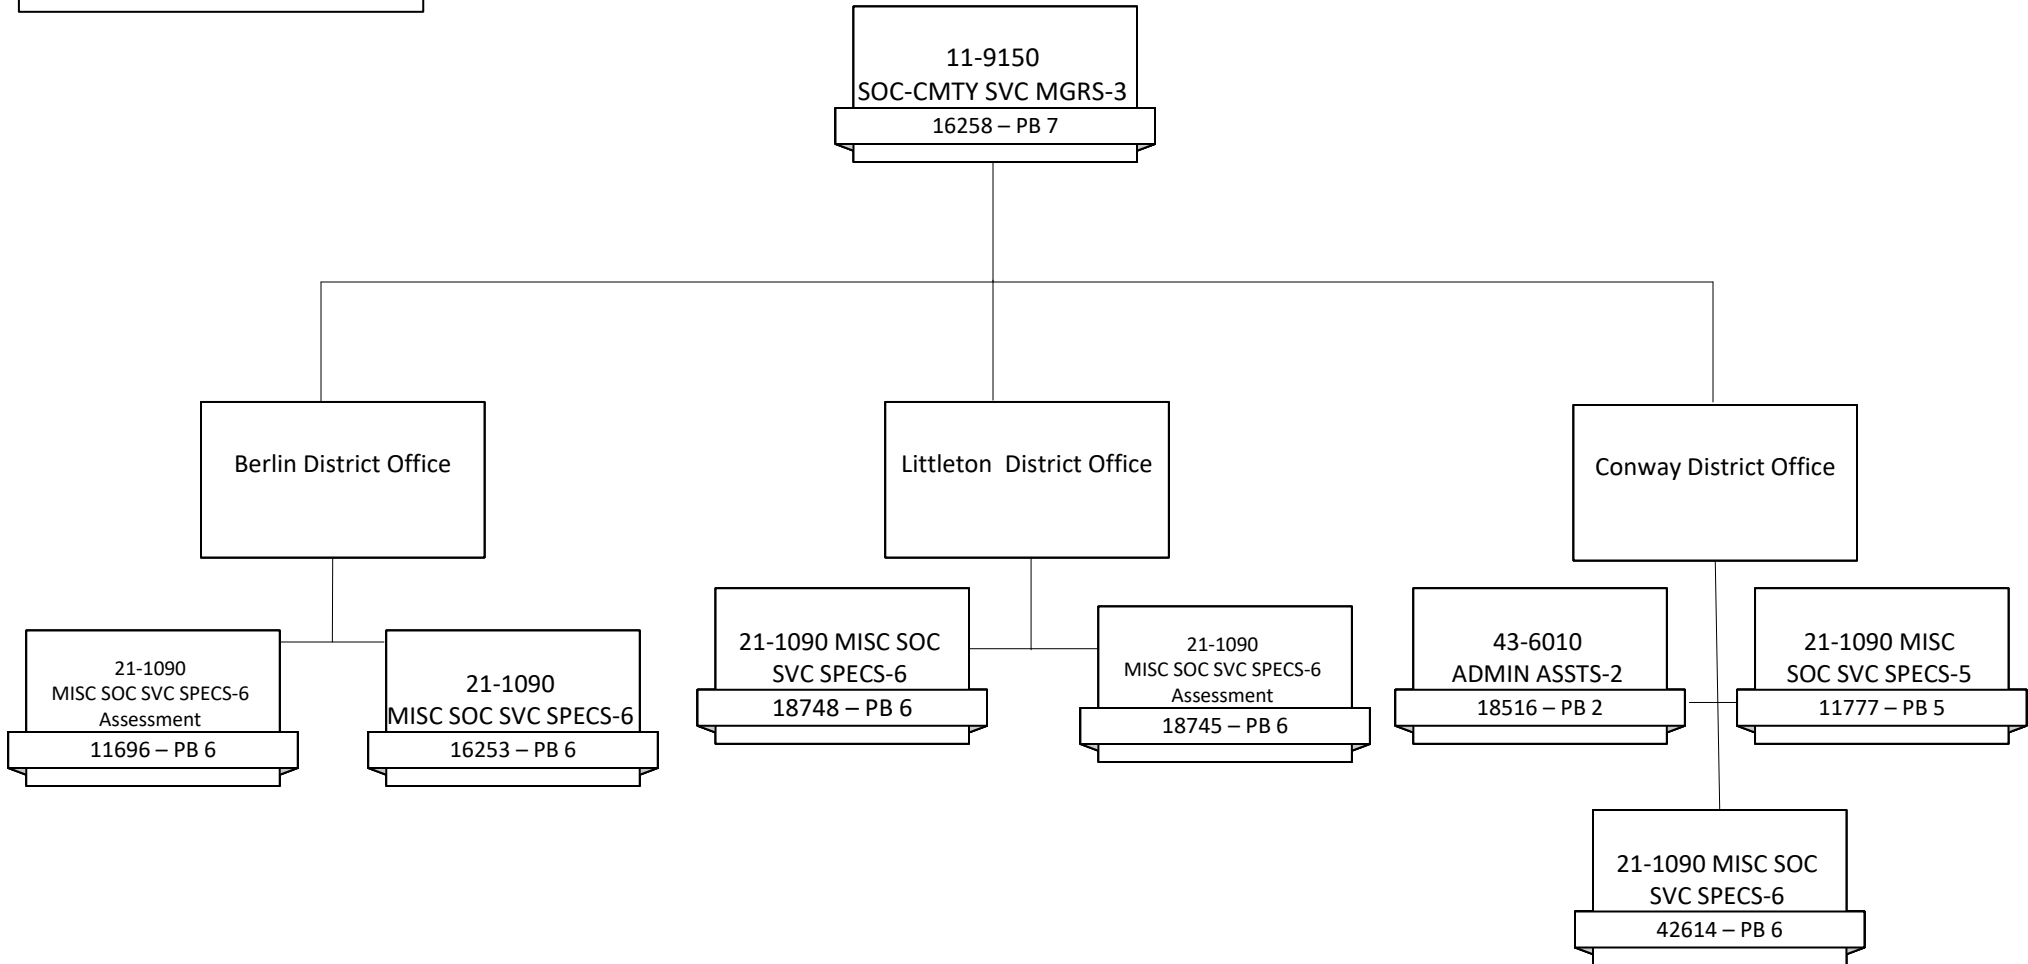 11-9150
SOC-CMTY SVC MGRS-3
16258 – PB 7
Berlin District Office
Littleton  District Office
Conway District Office
21-1090
MISC SOC SVC SPECS-6
Assessment
11696 – PB 6
21-1090
MISC SOC SVC SPECS-6
16253 – PB 6
21-1090 MISC SOC
SVC SPECS-6
18748 – PB 6
21-1090
MISC SOC SVC SPECS-6
Assessment
18745 – PB 6
43-6010
ADMIN ASSTS-2
18516 – PB 2
21-1090 MISC
SOC SVC SPECS-5
11777 – PB 5
21-1090 MISC SOC
SVC SPECS-6
42614 – PB 6